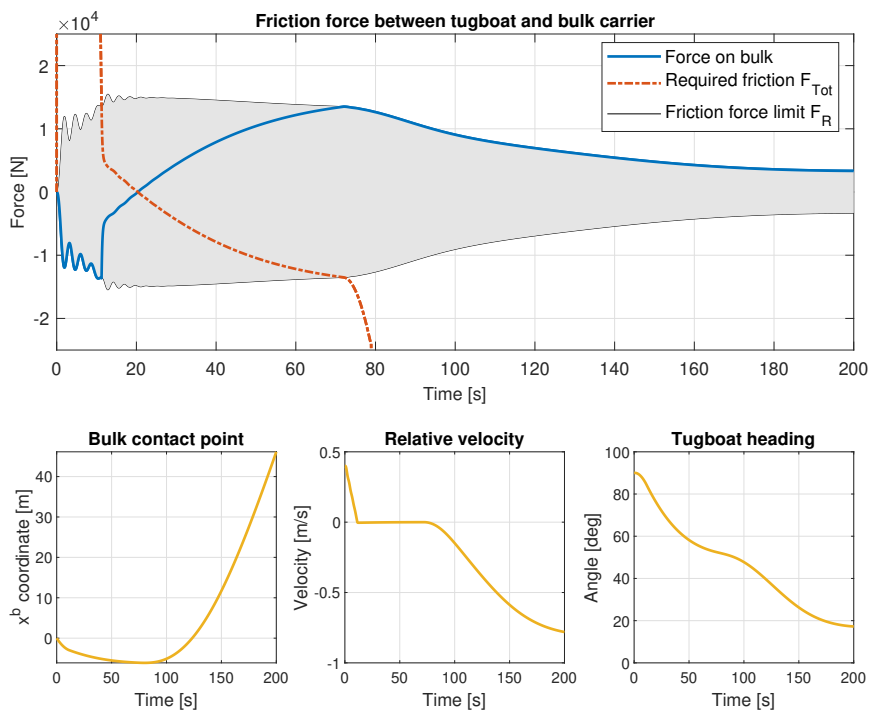 Friction force between tugboat and bulk carrier
×10⁴
Force [N]
2
1
0
-1
-2
Force on bulk
Required friction F_Tot
Friction force limit F_R
0 20 40 60 80 100 120 140 160 180 200
Time [s]
Bulk contact point
x^b coordinate [m]
40
30
20
10
0
0 50 100 150 200
Time [s]
Relative velocity
Velocity [m/s]
0.5
0
-0.5
-1
0 50 100 150 200
Time [s]
Tugboat heading
Angle [deg]
100
80
60
40
20
0
0 50 100 150 200
Time [s]